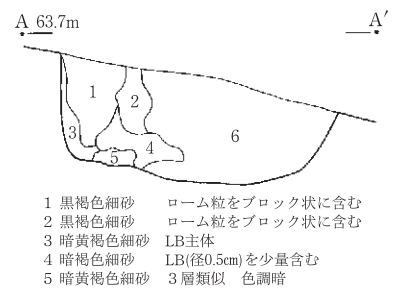 A 63.7m A′
1 2 3 4 5 6
1 黒褐色細砂 ローム粒をブロック状に含む
2 黒褐色細砂 ローム粒をブロック状に含む
3 暗黄褐色細砂 LB主体
4 暗褐色細砂 LB(径0.5㎝)を少量含む
5 暗黄褐色細砂 3層類似 色調暗